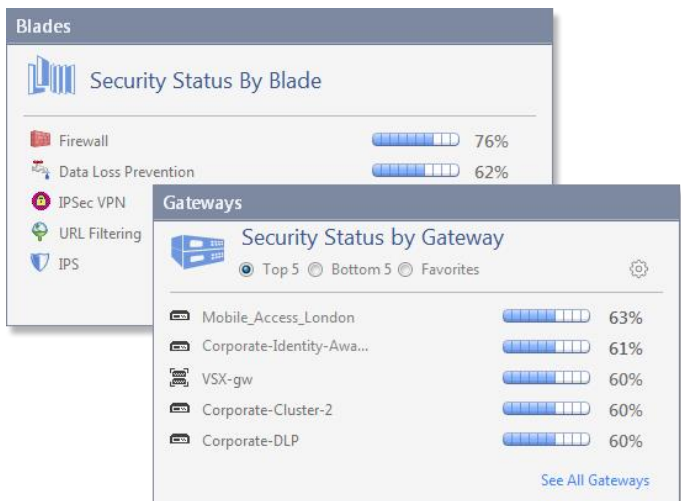 Blades
Security Status By Blade
Firewall 76%
Data Loss Prevention 62%
IPSec VPN
URL Filtering
IPS
Gateways
Security Status by Gateway
Top 5 Bottom 5 Favorites
Mobile_Access_London 63%
Corporate-Identity-Awa... 61%
VSX-gw 60%
Corporate-Cluster-2 60%
Corporate-DLP 60%
See All Gateways